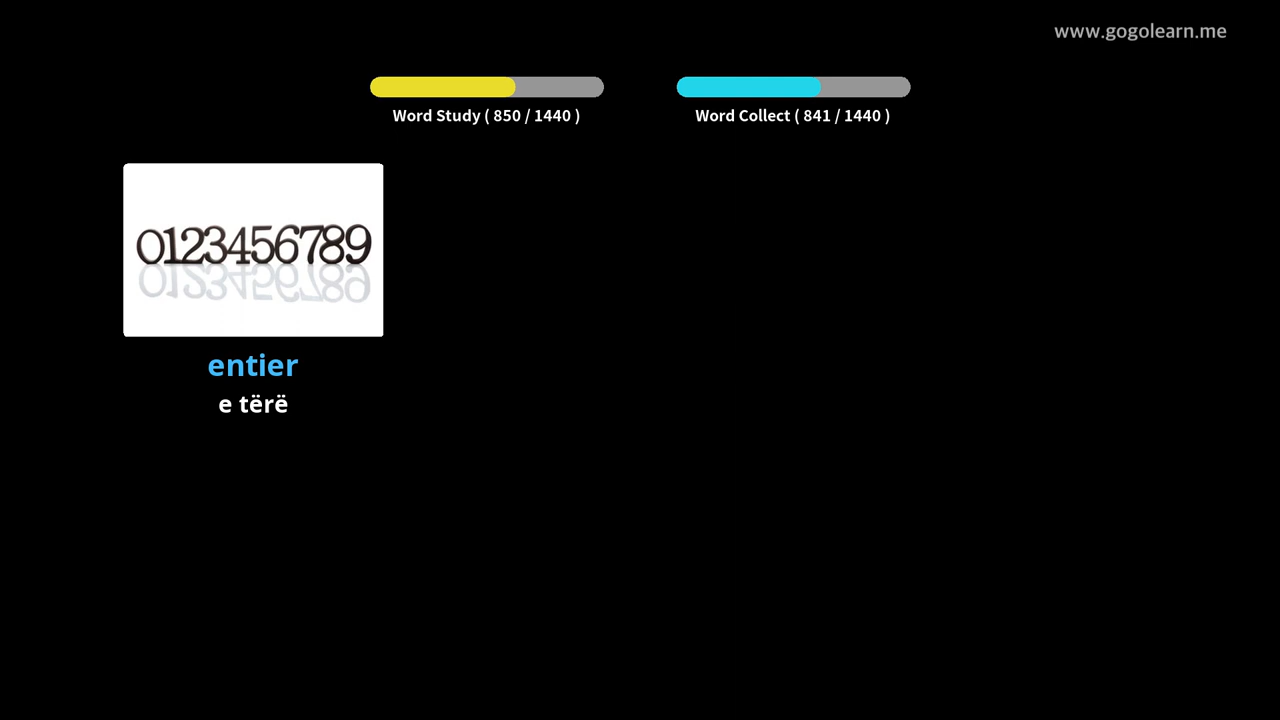 www.gogolearn.me
Word Study ( 850 / 1440 )
Word Collect ( 841 / 1440 )
0123456789
entier
e tërë